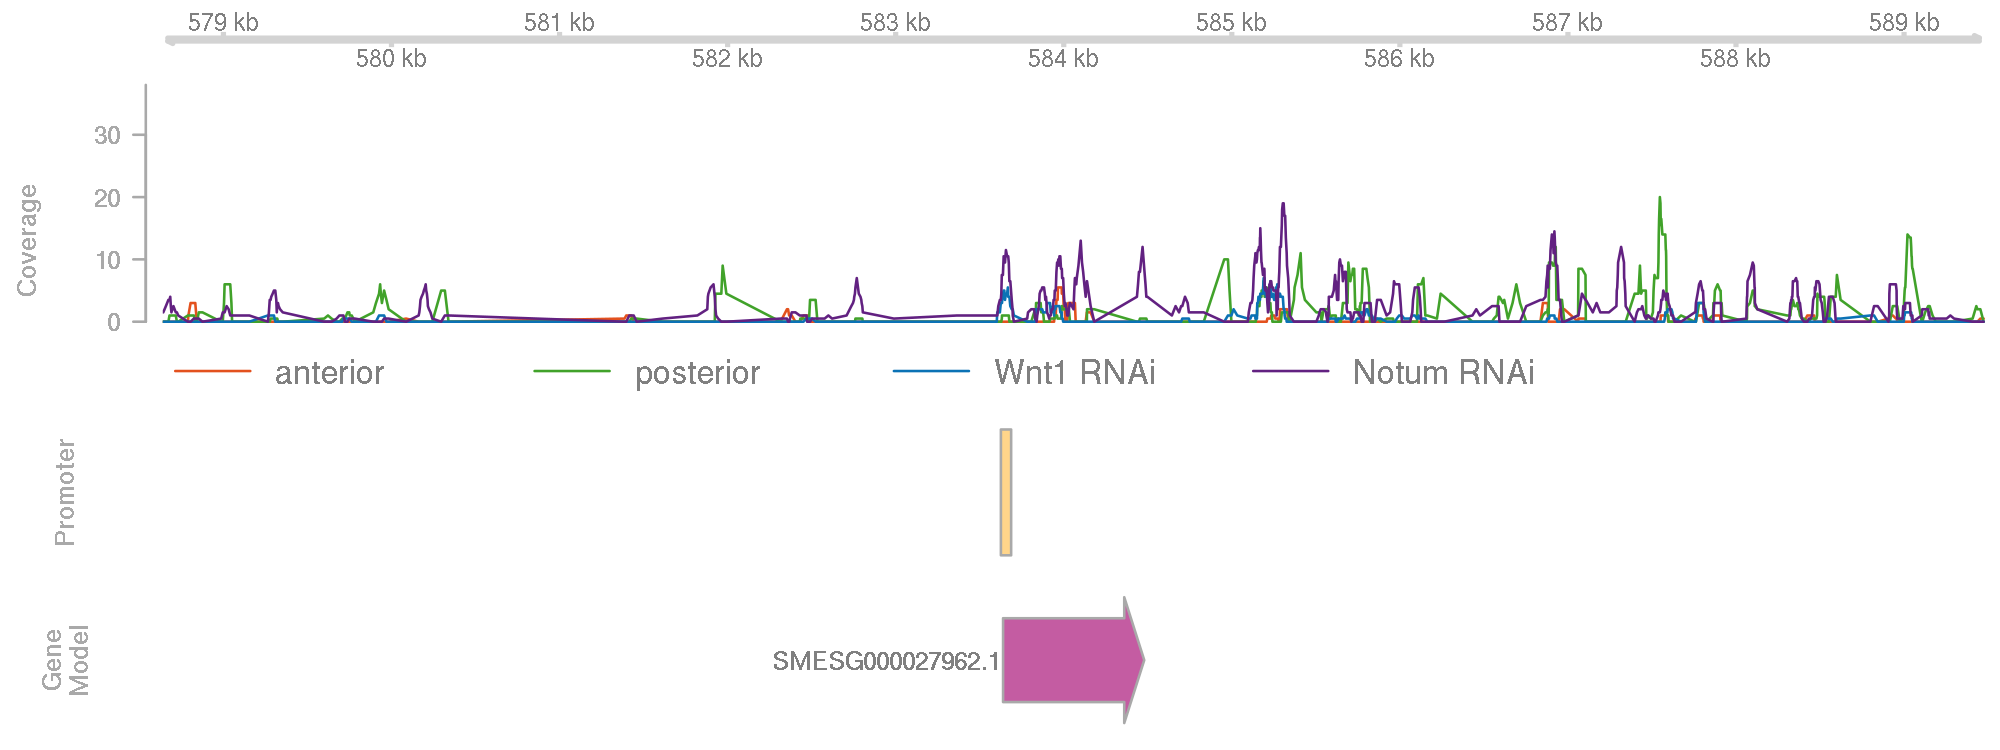 579 kb 581 kb 583 kb 585 kb 587 kb 589 kb
580 kb 582 kb 584 kb 586 kb 588 kb
Coverage
30
20
10
0
anterior posterior Wnt1 RNAi Notum RNAi
Promoter
0
Gene
Model
SMESG000027962.1